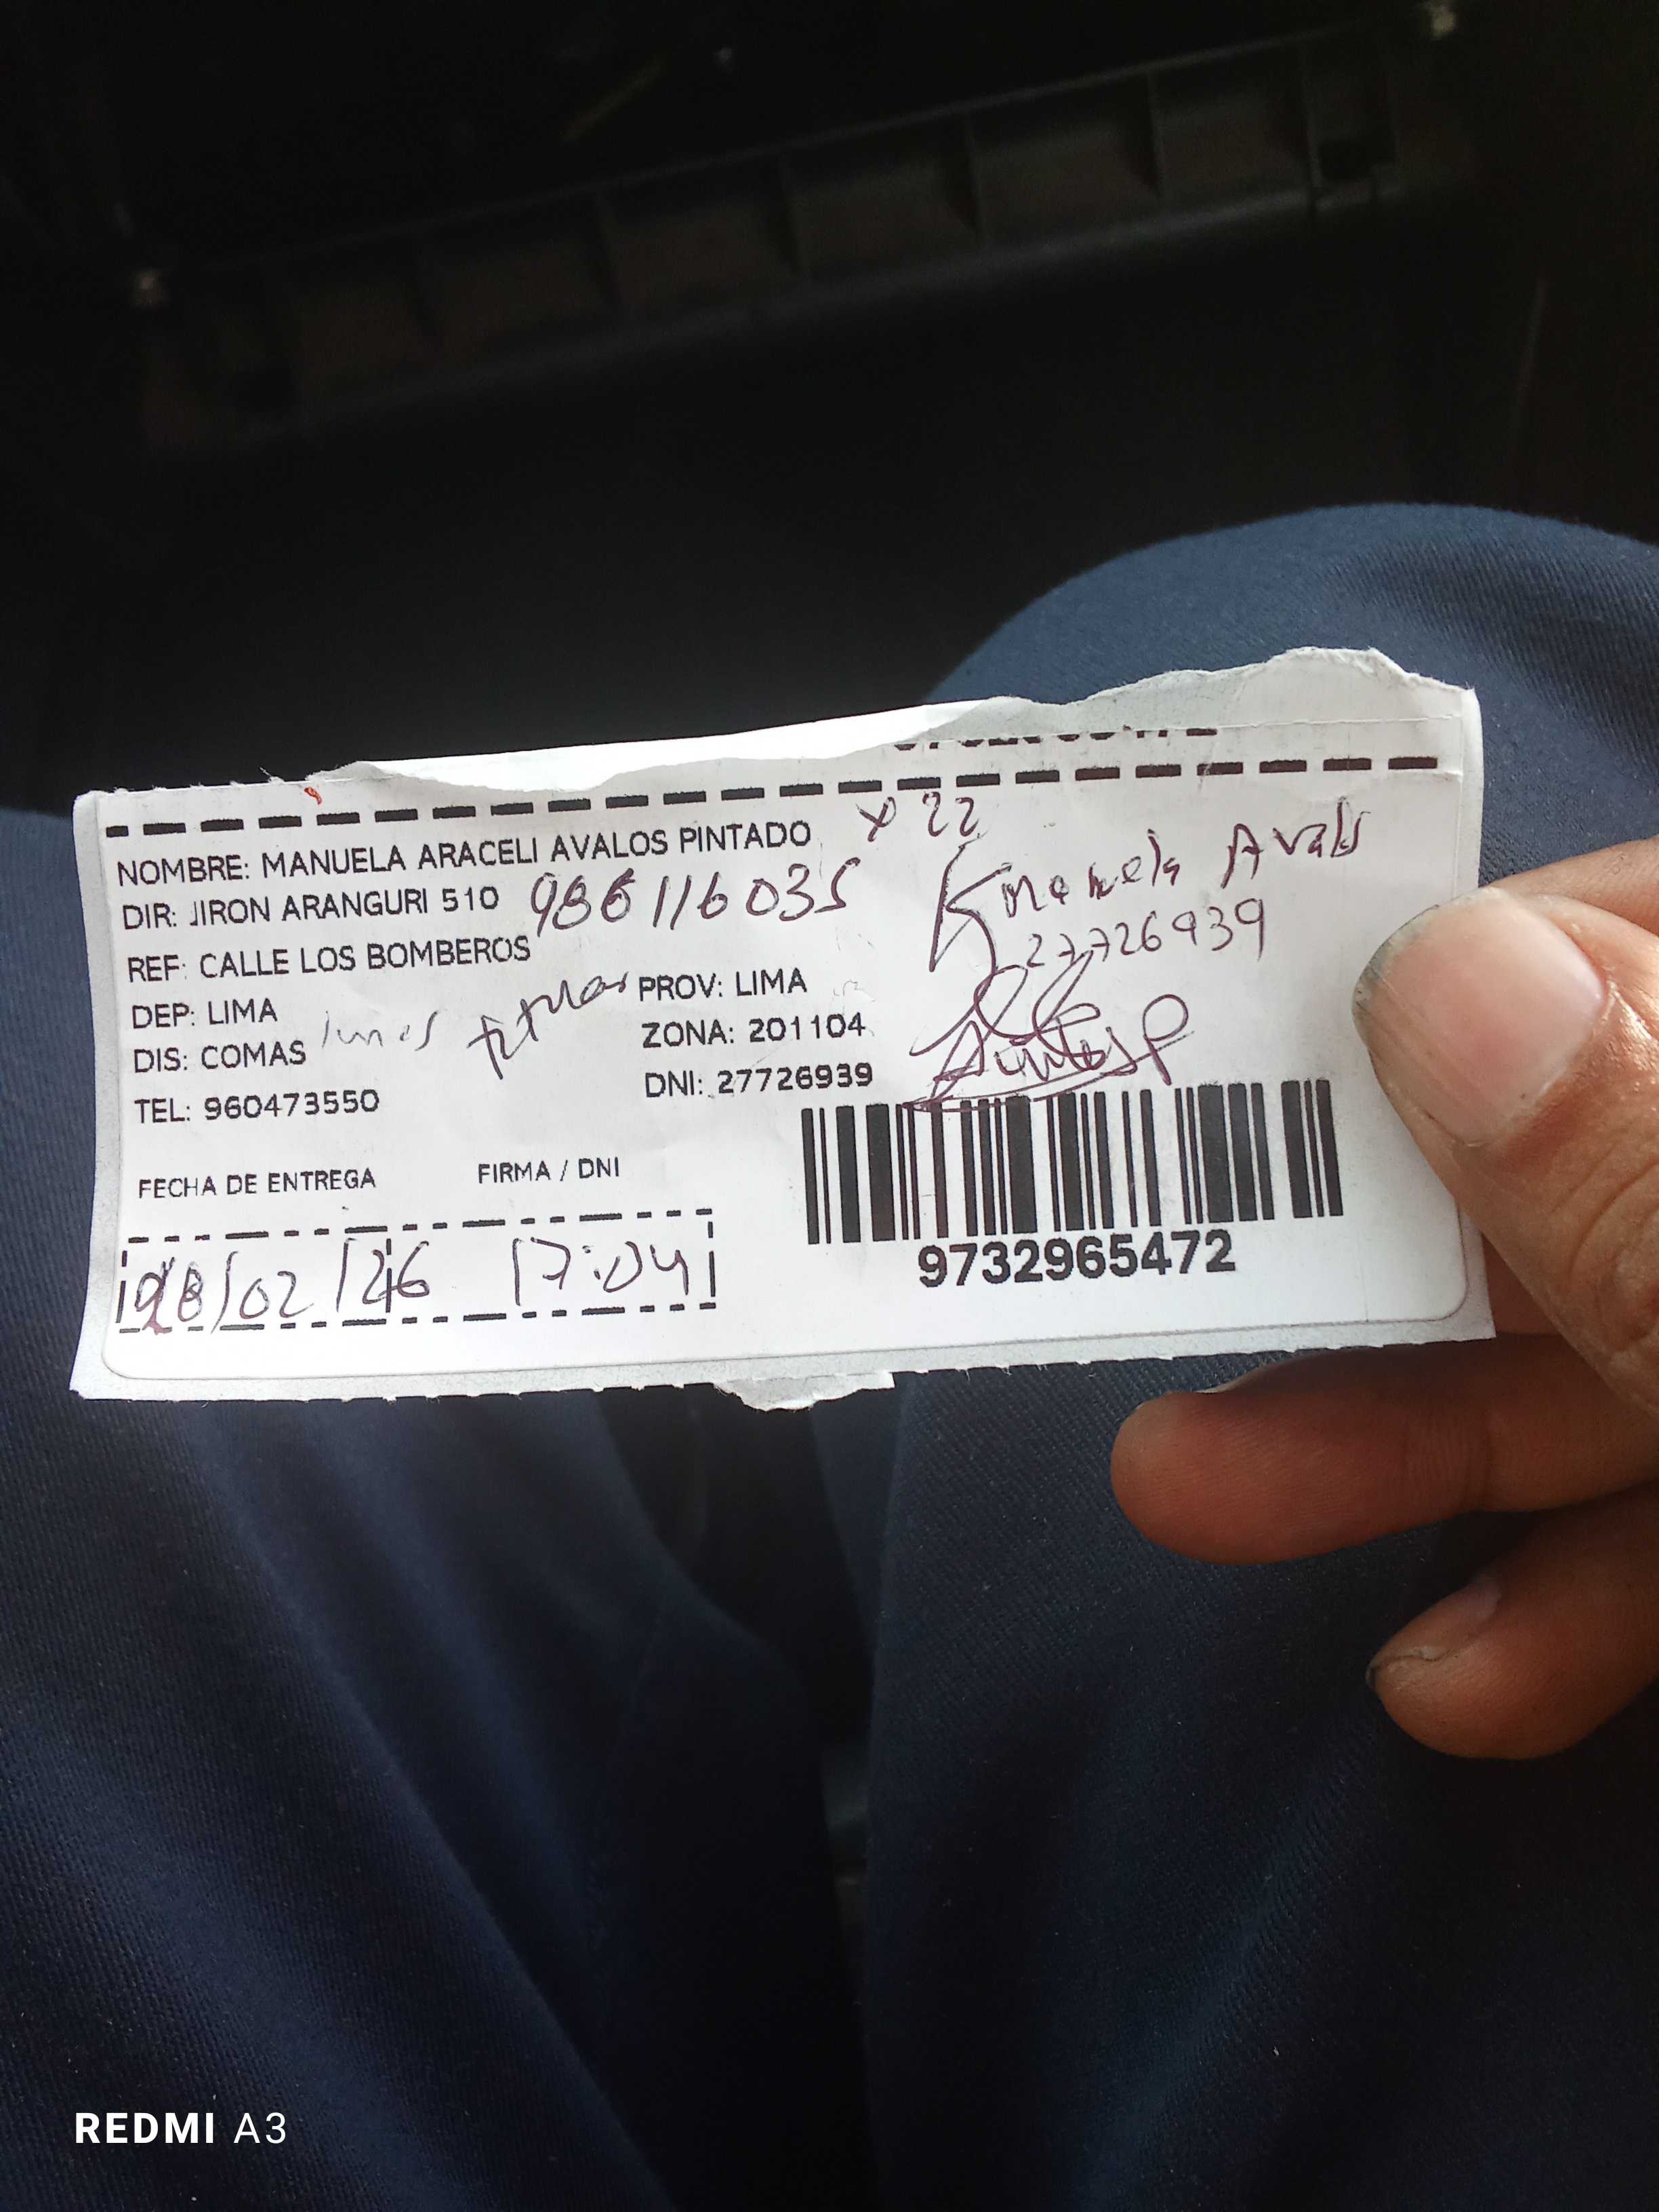 x 22
NOMBRE: MANUELA ARACELI AVALOS PINTADO
DIR: JIRON ARANGURI 510
986116035
Manuela Avalos
27726939
REF: CALLE LOS BOMBEROS
DEP: LIMA
PROV: LIMA
lunes
DIS: COMAS
ZONA: 201104
TEL: 960473550
DNI: 27726939
FECHA DE ENTREGA
FIRMA / DNI
28/02/26 17:04
9732965472
REDMI A3